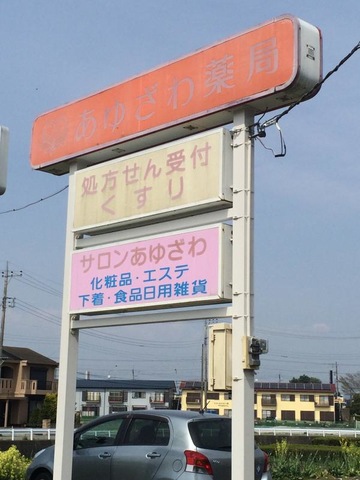 あゆざわ薬局
処方せん受付
くすり
サロンあゆざわ
化粧品・エステ
下着・食品日用雑貨